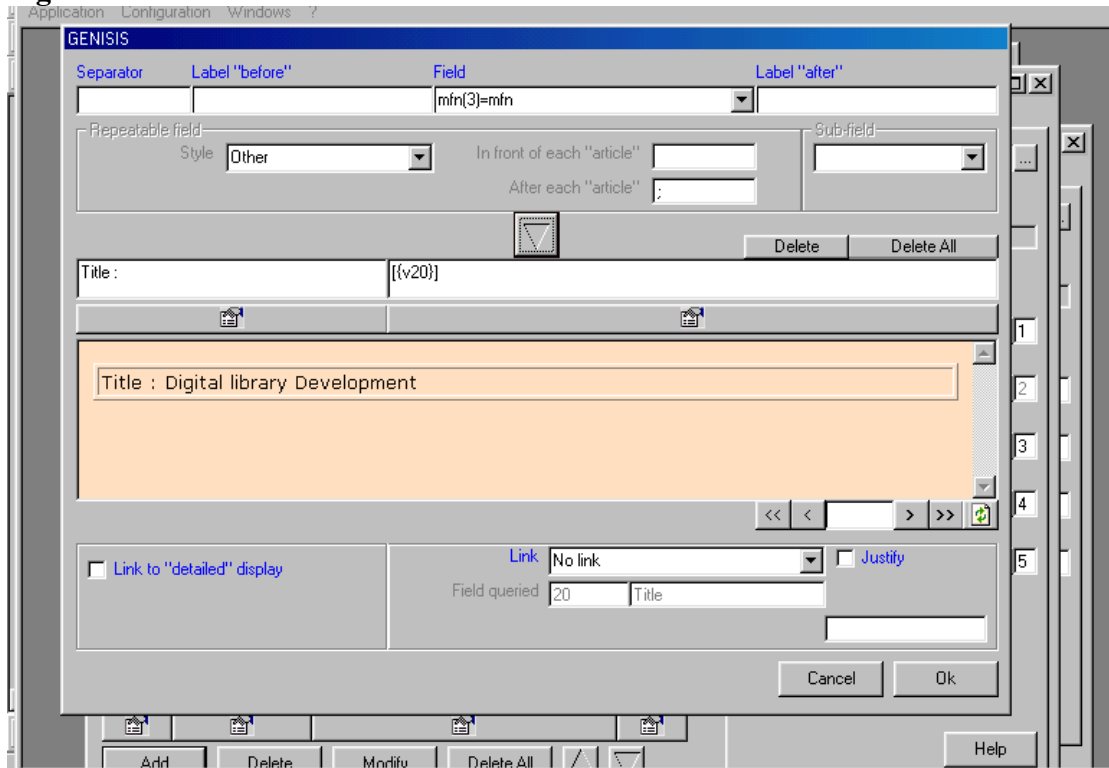 Application Configuration Windows ?
GENISIS
Separator Label "before" Field Label "after"
mfn(3)=mfn
Repeatable field Sub-field
Style Other In front of each "article"
...
After each "article" ;
Delete Delete All
Title : [{v20}]
1
Title : Digital library Development
2
3
<< < > >>
4
Link to "detailed" display Link No link Justify
5
Field queried 20 Title
Cancel Ok
Help
Add Delete Modify Delete All